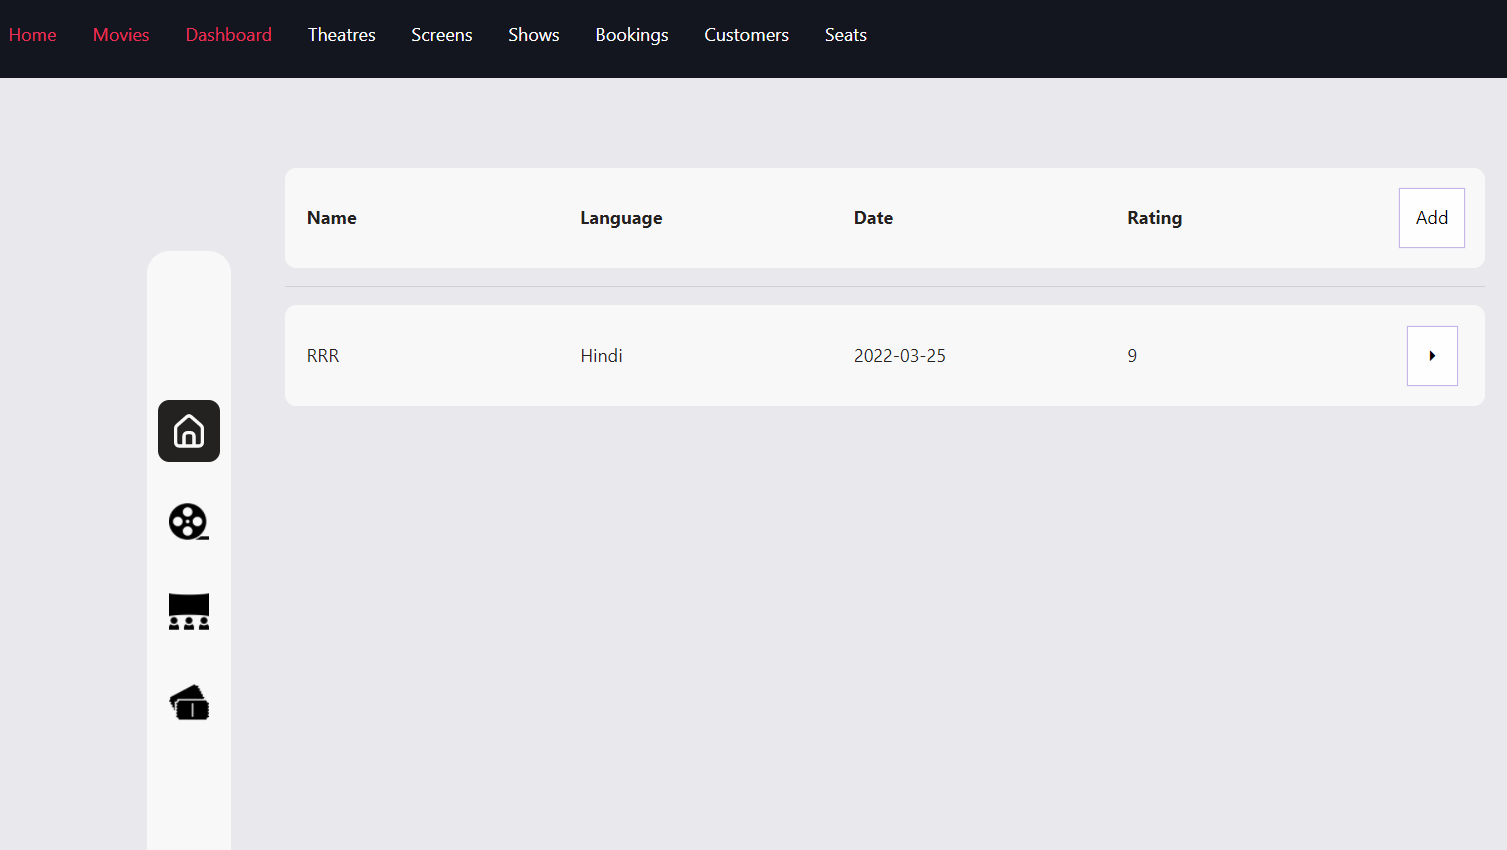 Home Movies Dashboard Theatres Screens Shows Bookings Customers Seats
Name Language Date Rating Add
RRR Hindi 2022-03-25 9